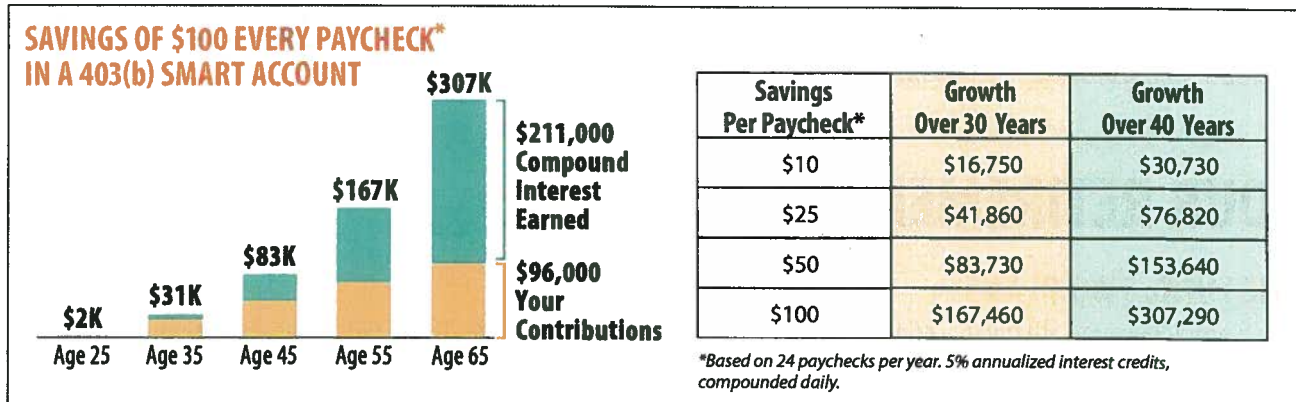 SAVINGS OF $100 EVERY PAYCHECK*
IN A 403(b) SMART ACCOUNT
$2K
$31K
$83K
$167K
$307K
$211,000
Compound
Interest
Earned
$96,000
Your
Contributions
Age 25 Age 35 Age 45 Age 55 Age 65
Savings Growth Growth
Per Paycheck* Over 30 Years Over 40 Years
$10 $16,750 $30,730
$25 $41,860 $76,820
$50 $83,730 $153,640
$100 $167,460 $307,290
*Based on 24 paychecks per year. 5% annualized interest credits,
compounded daily.